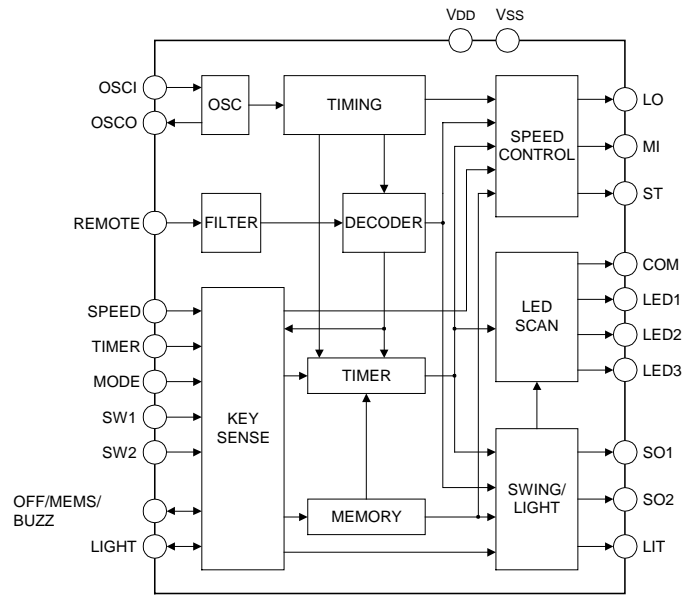 VDD VSS
OSCI
OSCO
OSC
TIMING
SPEED
CONTROL
LO
MI
ST
REMOTE
FILTER
DECODER
SPEED
TIMER
MODE
SW1
SW2
OFF/MEMS/
BUZZ
LIGHT
KEY
SENSE
TIMER
MEMORY
LED
SCAN
COM
LED1
LED2
LED3
SWING/
LIGHT
SO1
SO2
LIT